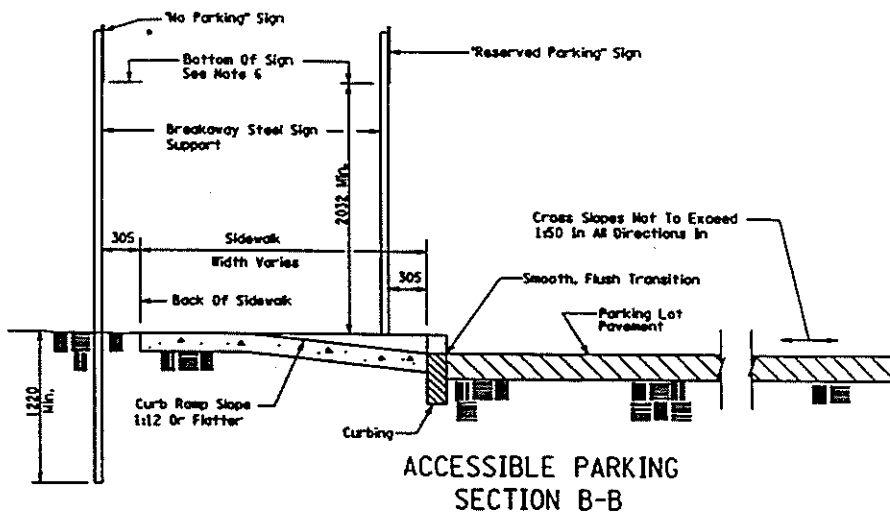 "No Parking" Sign
Bottom Of Sign
See Note 6
"Reserved Parking" Sign
Breakaway Steel Sign
Support
2032 Min.
Cross Slopes Not To Exceed
1:50 In All Directions In
305
Sidewalk
Width Varies
305
Smooth, Flush Transition
Back Of Sidewalk
Parking Lot
Pavement
1220
Min.
Curb Ramp Slope
1:12 Or Flatter
Curbing
ACCESSIBLE PARKING
SECTION B-B